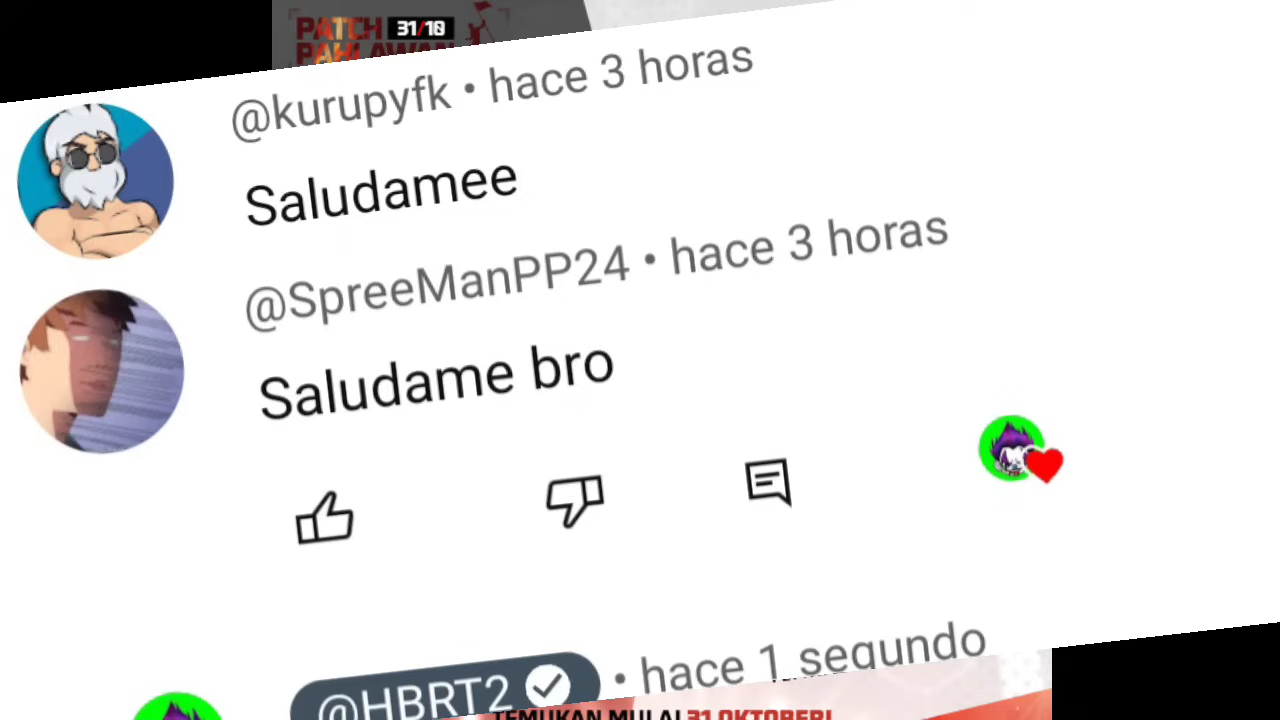 PATCH 31/10
PAHLAWAN
@kurupyfk • hace 3 horas
Saludamee
@SpreeManPP24 • hace 3 horas
Saludame bro
@HBRT2 • hace 1 segundo
TEMUKAN MULAI 31 OKTOBER!